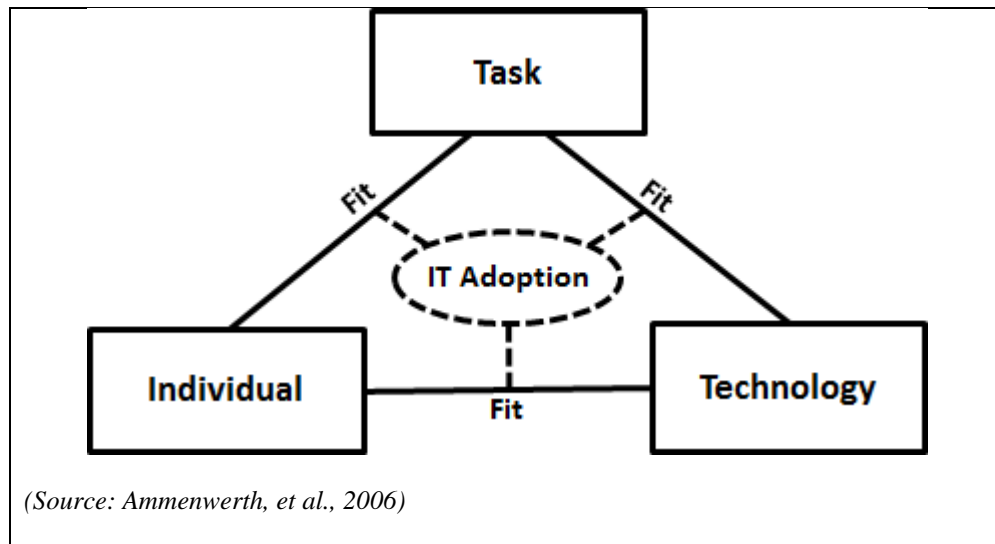 Task
Fit
Fit
IT Adoption
Individual
Technology
Fit
(Source: Ammenwerth, et al., 2006)